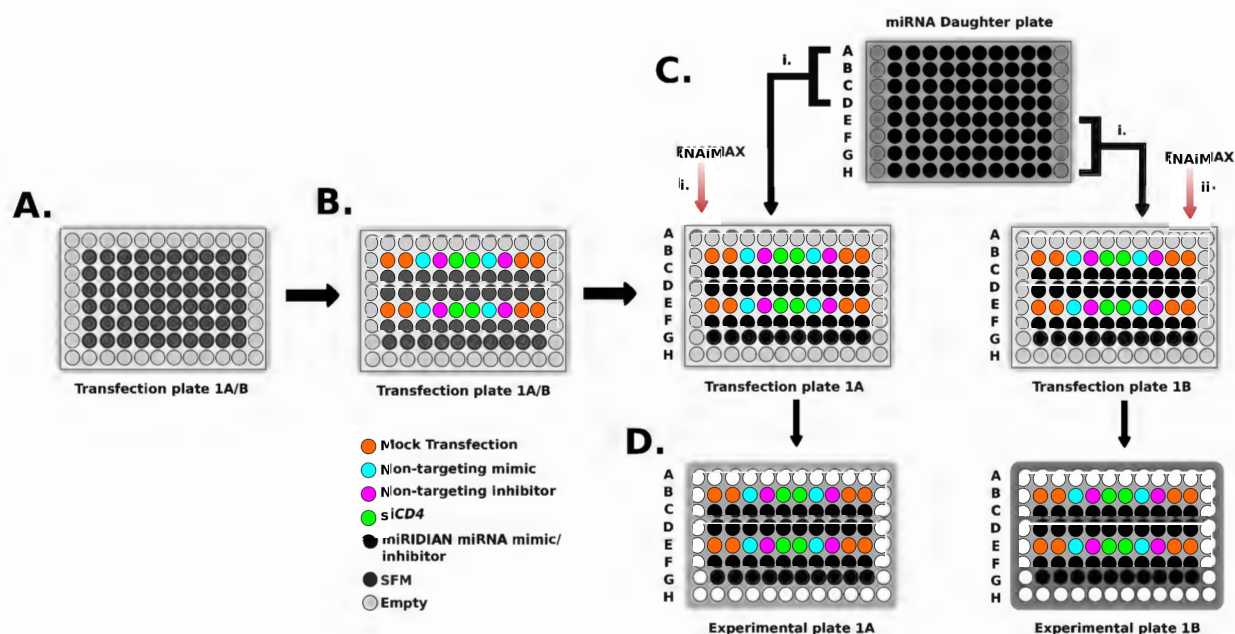 miRNA Daughter plate
C.
i.
A
B
C
D
E
F
G
H
i.
ii.
A.
B.
Transfection plate 1A/B
Transfection plate 1A/B
A
B
C
D
E
F
G
H
A
B
C
D
E
F
G
H
Transfection plate 1A
Transfection plate 1B
Mock Transfection
Non-targeting mimic
Non-targeting inhibitor
siCD4
miRIDIAN miRNA mimic/
inhibitor
SFM
Empty
D.
A
B
C
D
E
F
G
H
A
B
C
D
E
F
G
H
Experimental plate 1A
Experimental plate 1B